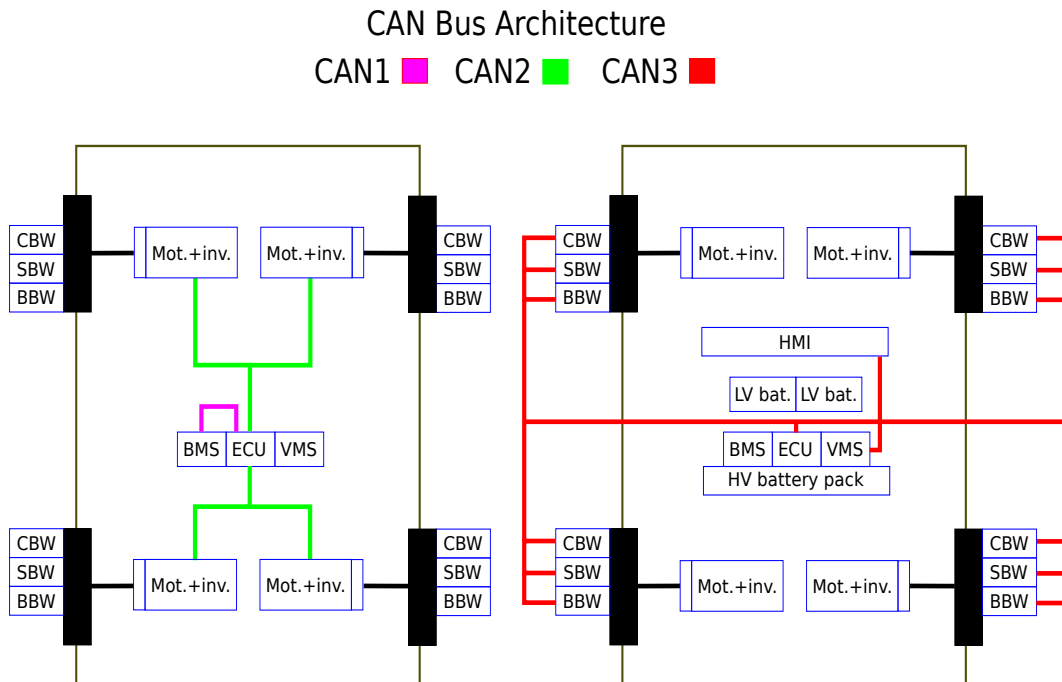 CAN Bus Architecture
CAN1 CAN2 CAN3
CBW Mot.+inv. Mot.+inv. CBW
SBW SBW
BBW BBW
BMS ECU VMS
CBW Mot.+inv. Mot.+inv. CBW
SBW SBW
BBW BBW
CBW Mot.+inv. Mot.+inv. CBW
SBW SBW
BBW BBW
HMI
LV bat. LV bat.
BMS ECU VMS
HV battery pack
CBW Mot.+inv. Mot.+inv. CBW
SBW SBW
BBW BBW